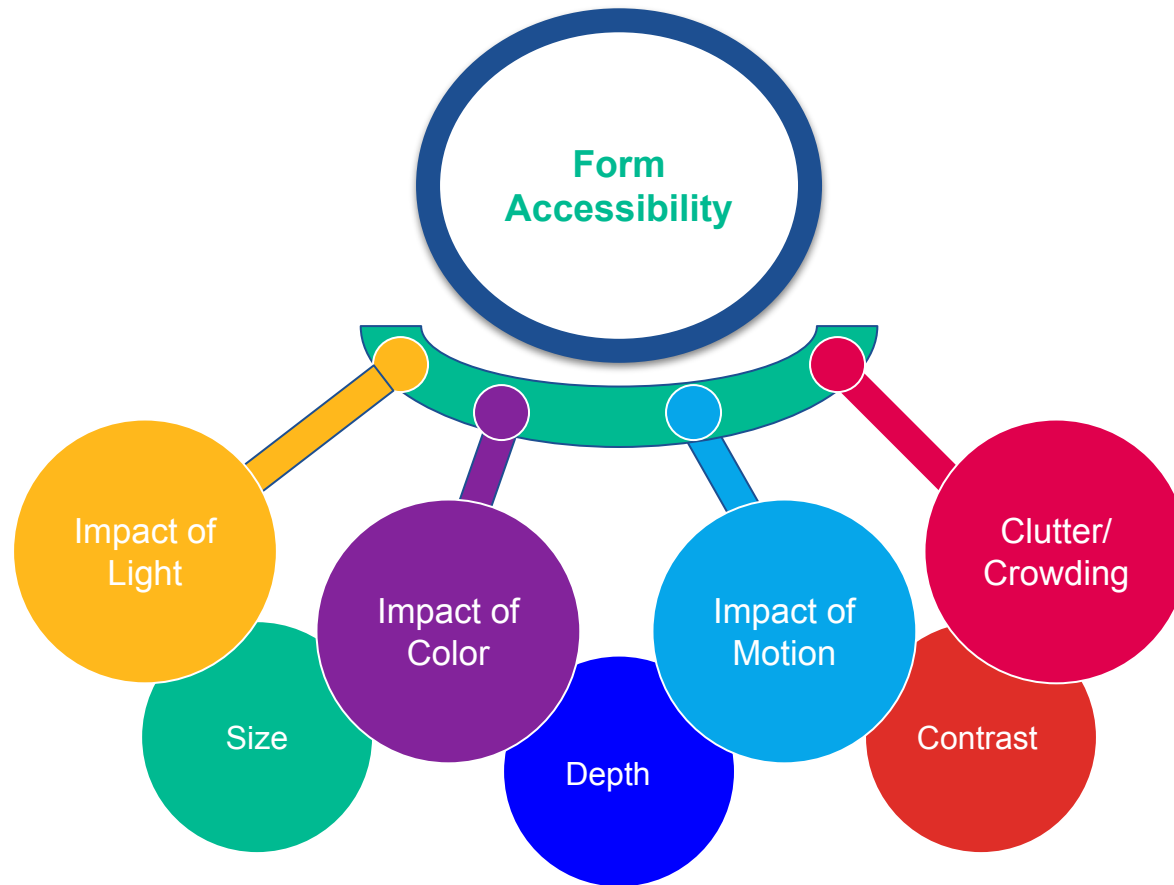 Form
Accessibility
Impact of
Light
Impact of
Color
Impact of
Motion
Clutter/
Crowding
Size
Depth
Contrast